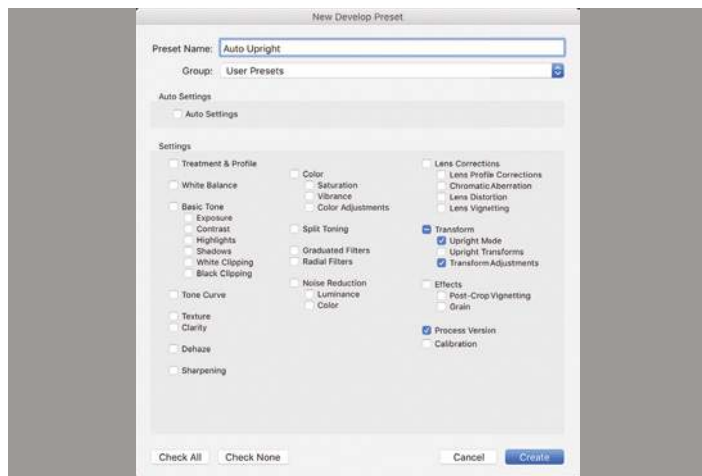 New Develop Preset
Preset Name: Auto Upright
Group: User Presets
Auto Settings
Auto Settings
Settings
Treatment & Profile
White Balance
Basic Tone
Exposure
Contrast
Highlights
Shadows
White Clipping
Black Clipping
Tone Curve
Texture
Clarity
Dehaze
Sharpening
Color
Saturation
Vibrance
Color Adjustments
Split Toning
Graduated Filters
Radial Filters
Noise Reduction
Luminance
Color
Lens Corrections
Lens Profile Corrections
Chromatic Aberration
Lens Distortion
Lens Vignetting
Transform
Upright Mode
Upright Transforms
Transform Adjustments
Effects
Post-Crop Vignetting
Grain
Process Version
Calibration
Check All
Check None
Cancel
Create